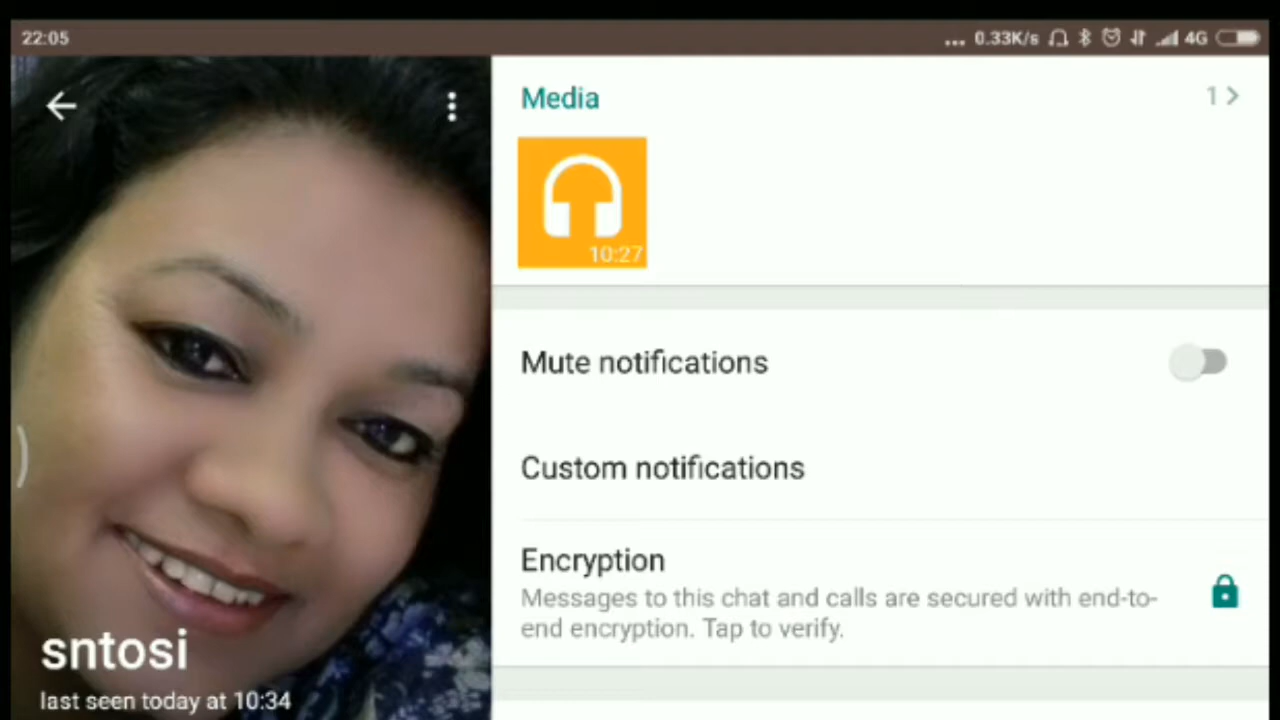 22:05
... 0.33K/s 4G
Media
1
10:27
Mute notifications
Custom notifications
Encryption
Messages to this chat and calls are secured with end-to-
end encryption. Tap to verify.
sntosi
last seen today at 10:34